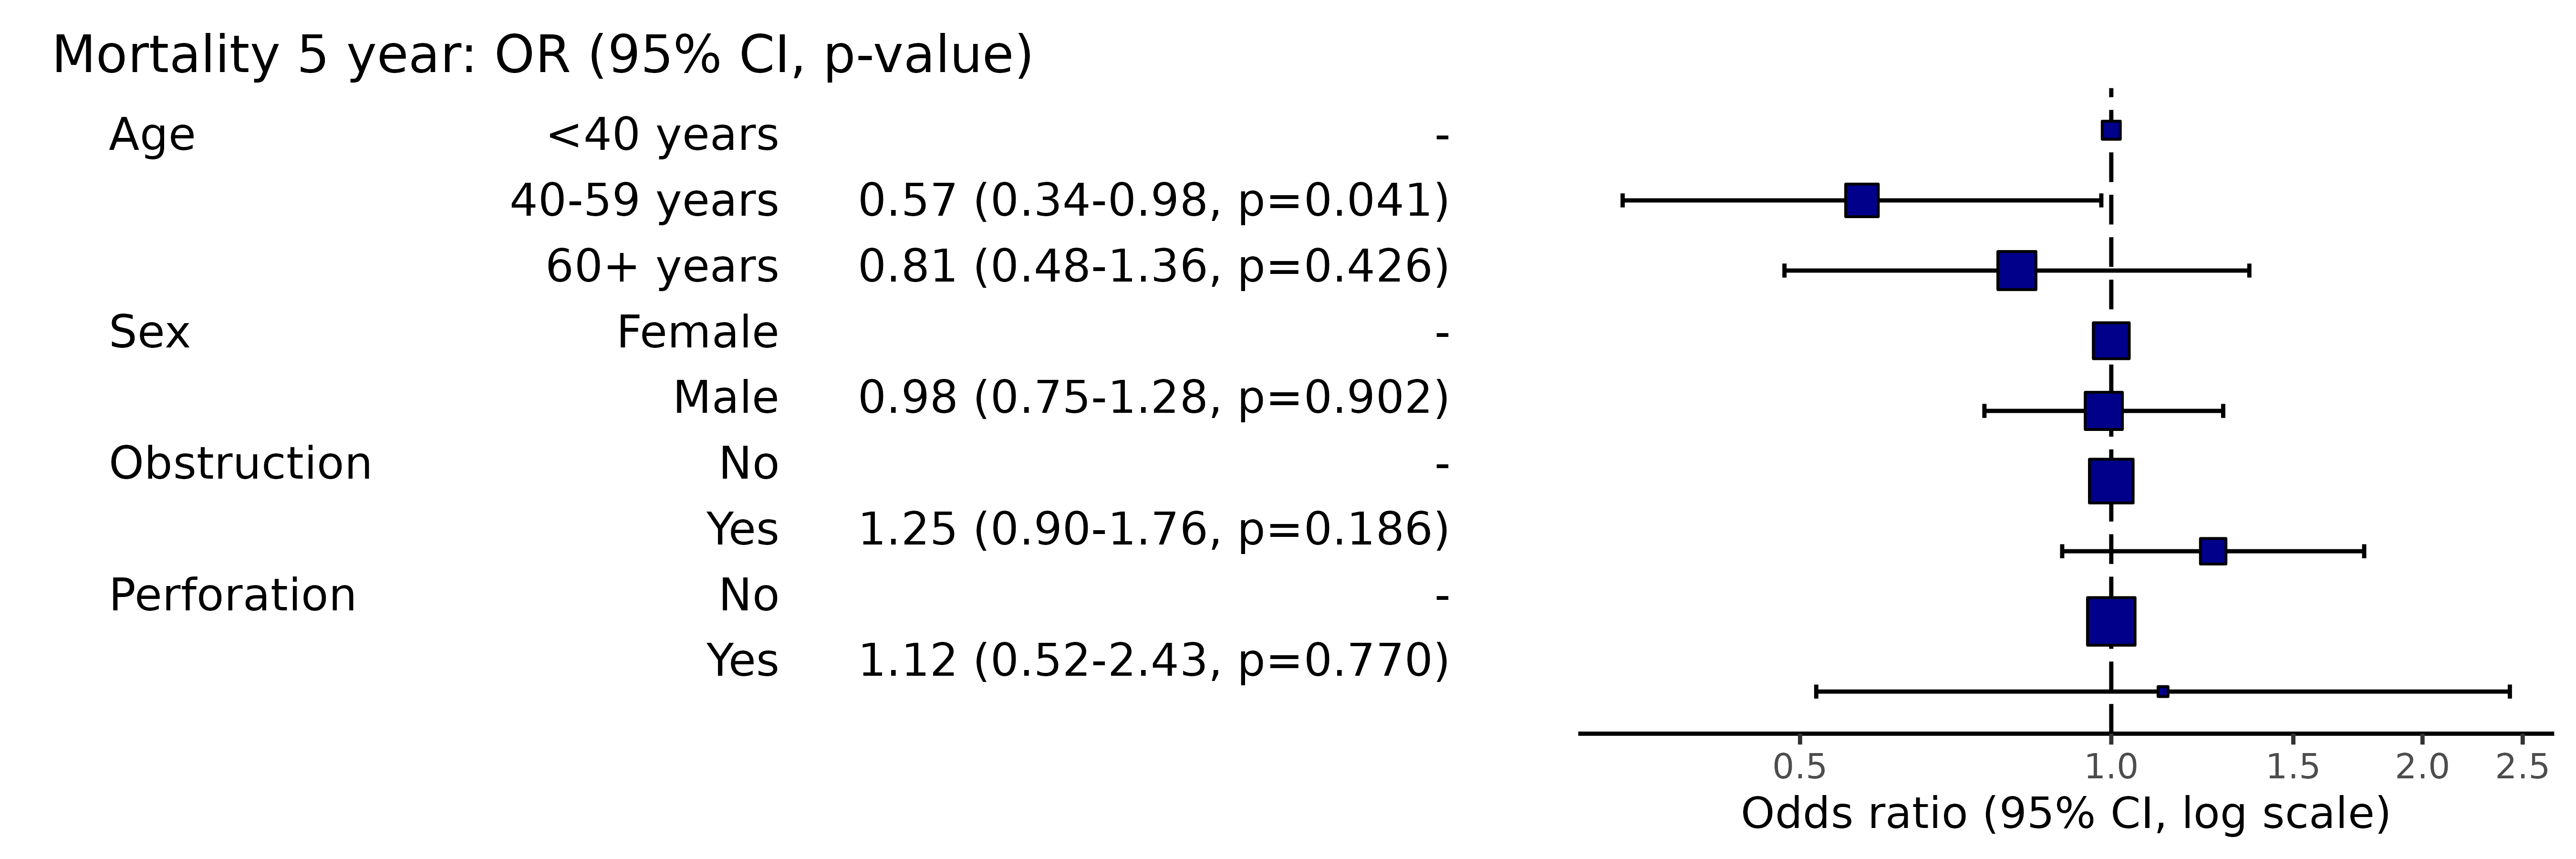 Mortality 5 year: OR (95% CI, p-value)
Age <40 years -
40-59 years 0.57 (0.34-0.98, p=0.041)
60+ years 0.81 (0.48-1.36, p=0.426)
Sex Female -
Male 0.98 (0.75-1.28, p=0.902)
Obstruction No -
Yes 1.25 (0.90-1.76, p=0.186)
Perforation No -
Yes 1.12 (0.52-2.43, p=0.770)
0.5 1.0 1.5 2.0 2.5
Odds ratio (95% CI, log scale)